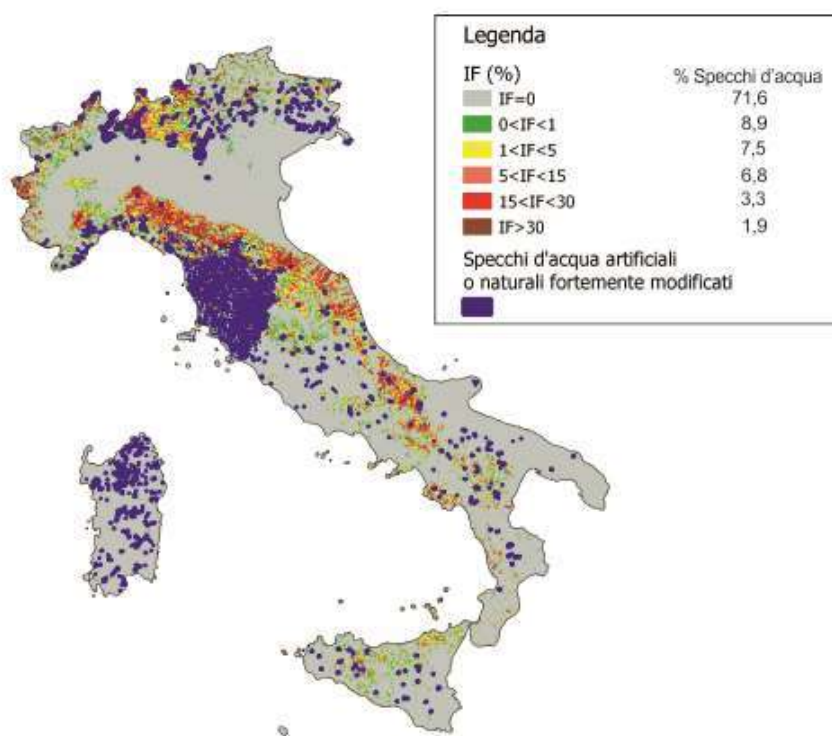 Legenda
IF (%) % Specchi d'acqua
IF=0 71,6
0<IF<1 8,9
1<IF<5 7,5
5<IF<15 6,8
15<IF<30 3,3
IF>30 1,9
Specchi d'acqua artificiali
o naturali fortemente modificati